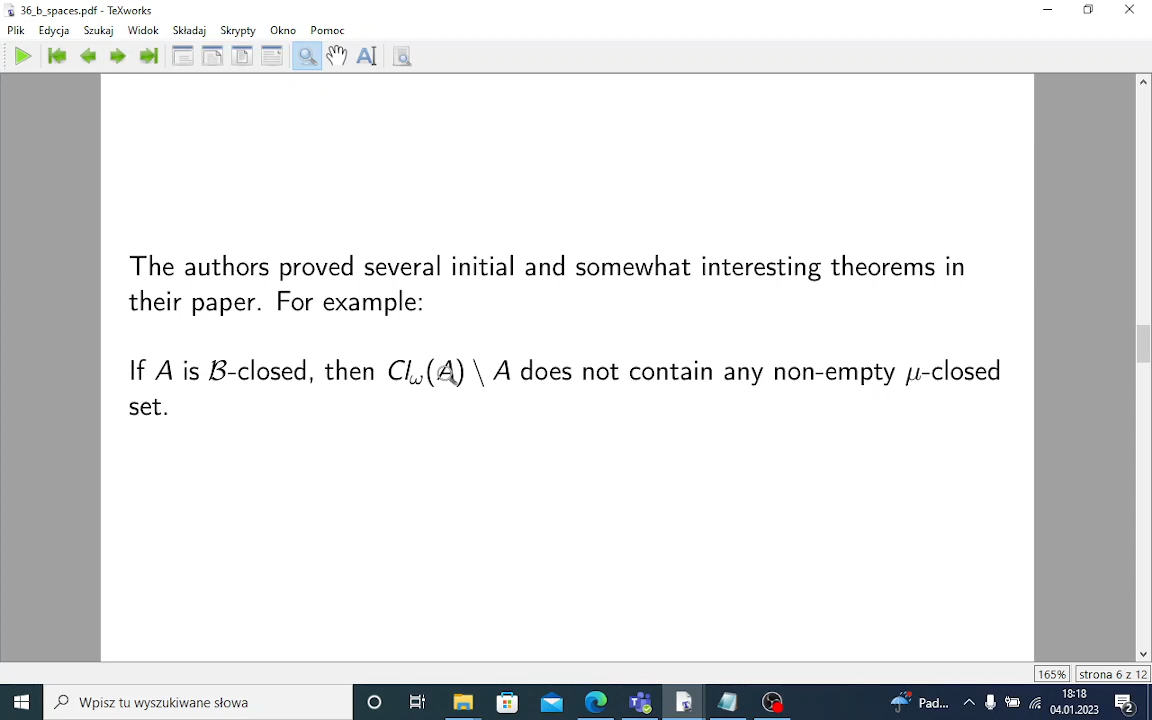 36_b_spaces.pdf - TeXworks
Plik Edycja Szukaj Widok Składaj Skrypty Okno Pomoc
The authors proved several initial and somewhat interesting theorems in
their paper. For example:
If A is B-closed, then Cl_ω(A) \ A does not contain any non-empty μ-closed
set.
165% strona 6 z 12
Wpisz tu wyszukiwane słowa
Pad...
18:18
04.01.2023
2